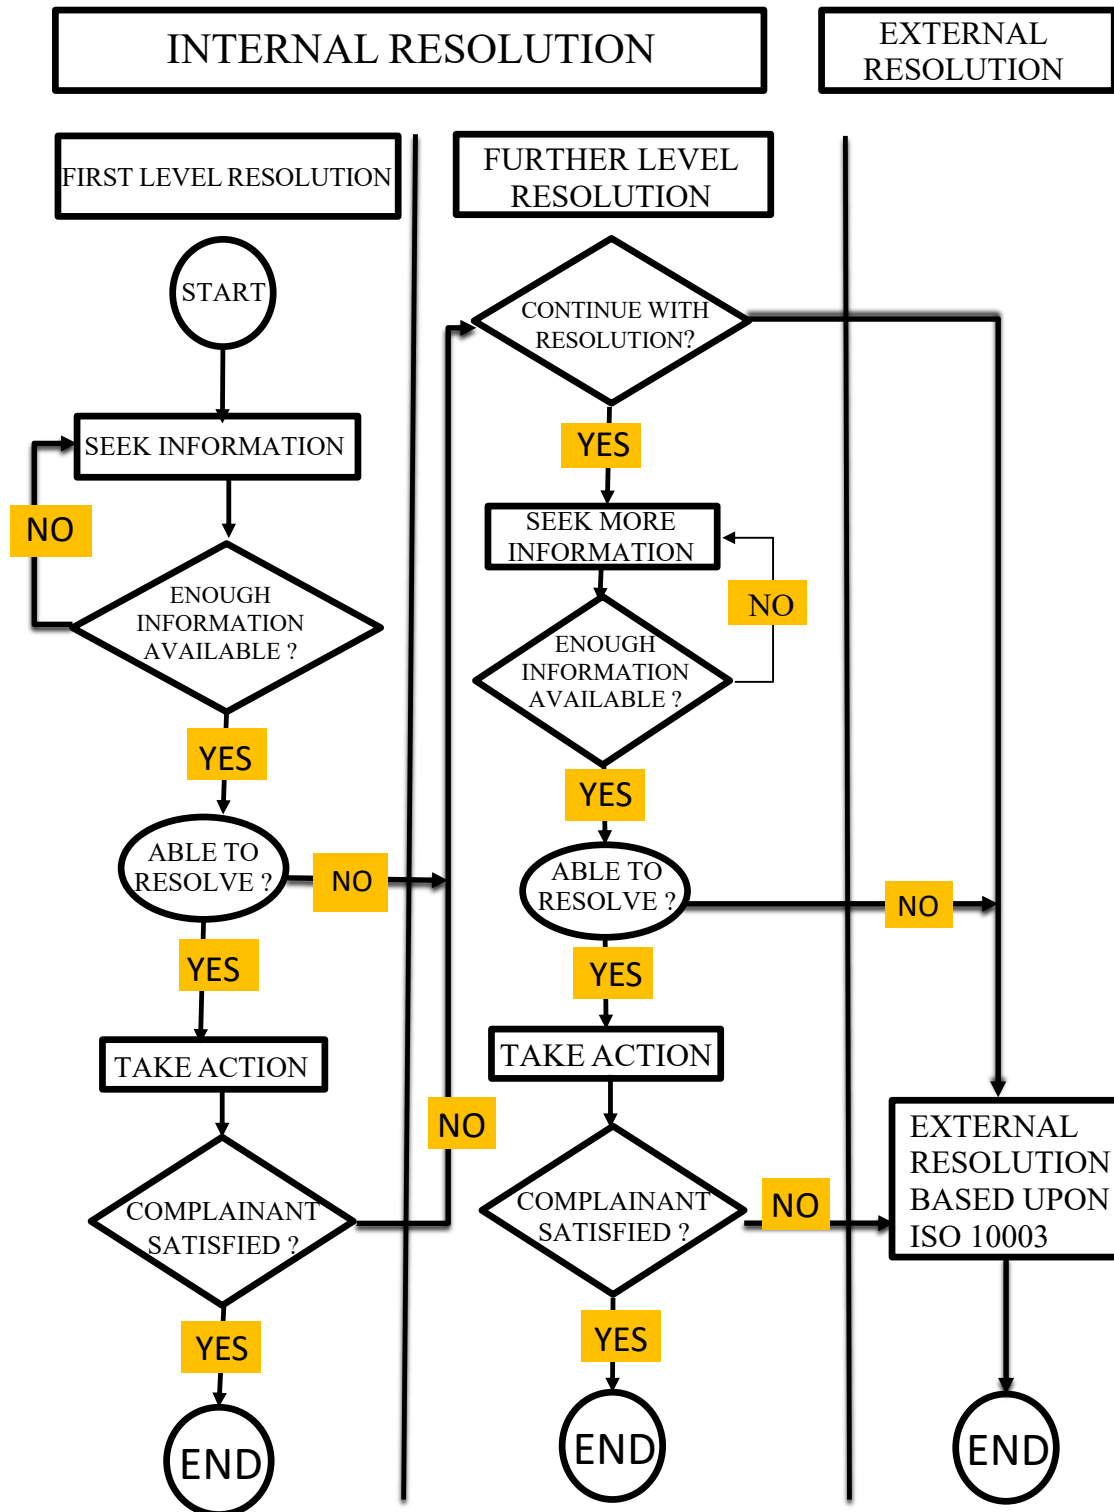 INTERNAL RESOLUTION
EXTERNAL
RESOLUTION
FIRST LEVEL RESOLUTION
START
SEEK INFORMATION
NO
ENOUGH
INFORMATION
AVAILABLE ?
YES
ABLE TO
RESOLVE ?
NO
YES
TAKE ACTION
NO
COMPLAINANT
SATISFIED ?
YES
END
FURTHER LEVEL
RESOLUTION
CONTINUE WITH
RESOLUTION?
YES
SEEK MORE
INFORMATION
NO
ENOUGH
INFORMATION
AVAILABLE ?
YES
ABLE TO
RESOLVE ?
NO
YES
TAKE ACTION
COMPLAINANT
SATISFIED ?
NO
YES
END
EXTERNAL
RESOLUTION
BASED UPON
ISO 10003
END